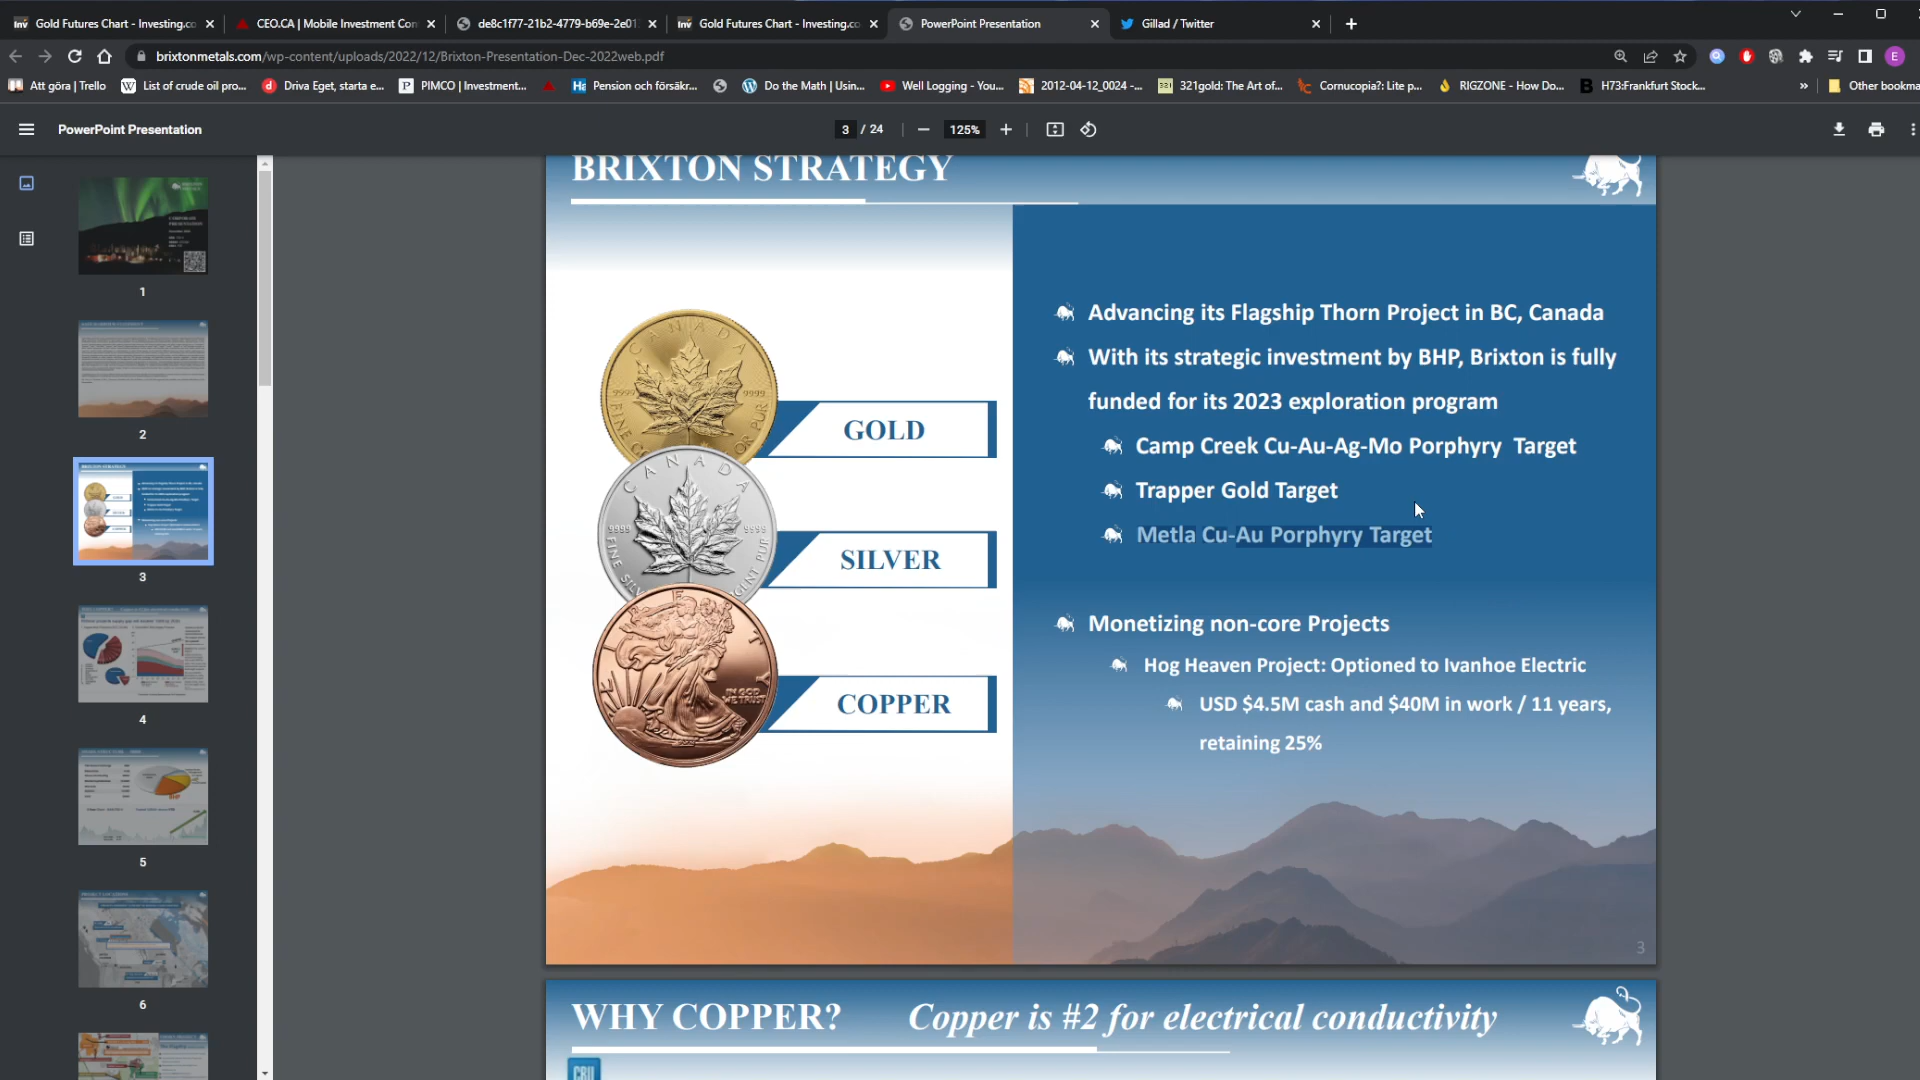 Gold Futures Chart - Investing.co
CEO.CA | Mobile Investment Con
de8c1f77-21b2-4779-b69e-2e01
Gold Futures Chart - Investing.co
PowerPoint Presentation
Gillad / Twitter
brixtonmetals.com/wp-content/uploads/2022/12/Brixton-Presentation-Dec-2022web.pdf
Att göra | Trello
List of crude oil pro...
Driva Eget, starta e...
PIMCO | Investment...
Pension och försäkr...
Do the Math | Usin...
Well Logging - You...
2012-04-12_0024 -...
321gold: The Art of...
Cornucopia?: Lite p...
RIGZONE - How Do...
H73:Frankfurt Stock...
Other bookma
PowerPoint Presentation
3 / 24
125%
1
2
3
4
5
6
BRIXTON STRATEGY
CANADA
GOLD
CANADA
9999 9999
SILVER
IN GOD
WE TRUST
COPPER
Advancing its Flagship Thorn Project in BC, Canada
With its strategic investment by BHP, Brixton is fully
funded for its 2023 exploration program
Camp Creek Cu-Au-Ag-Mo Porphyry Target
Trapper Gold Target
Metla Cu-Au Porphyry Target
Monetizing non-core Projects
Hog Heaven Project: Optioned to Ivanhoe Electric
USD $4.5M cash and $40M in work / 11 years,
retaining 25%
3
WHY COPPER?
Copper is #2 for electrical conductivity